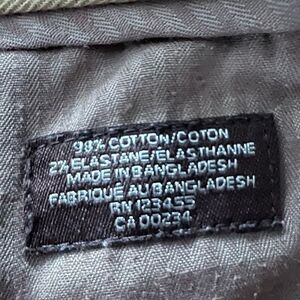 98% COTTON/COTON
2% ELASTANE/ELASTHANNE
MADE IN BANGLADESH
FABRIQUÉ AU BANGLADESH
RN 123455
CA 00234